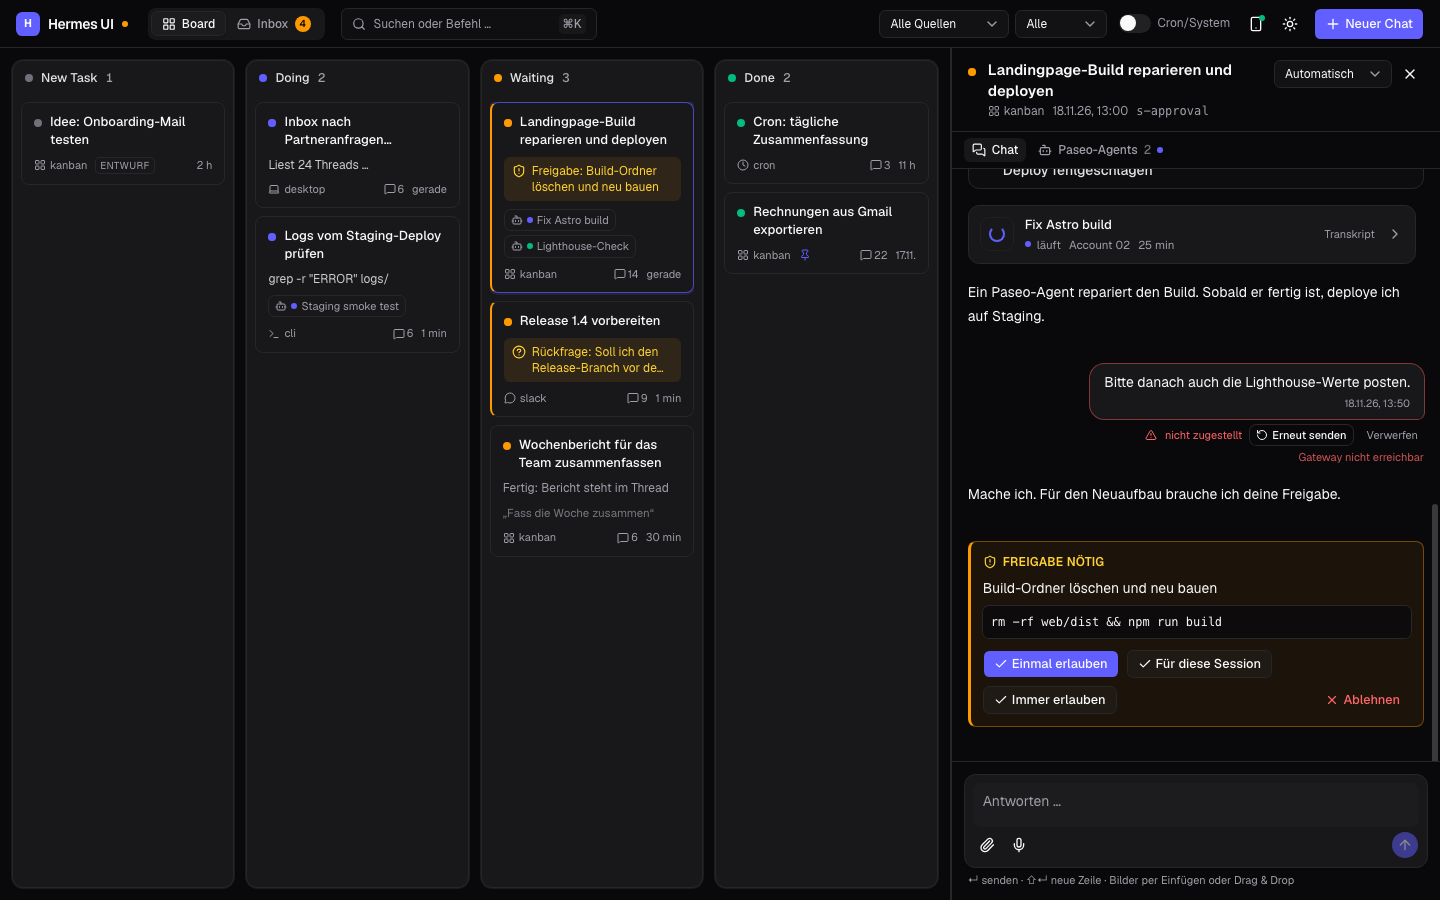 H Hermes UI Board Inbox 4 Suchen oder Befehl … ⌘K Alle Quellen Alle Cron/System + Neuer Chat
New Task 1
Idee: Onboarding-Mail
testen
kanban ENTWURF 2 h
Doing 2
Inbox nach
Partneranfragen…
Liest 24 Threads …
desktop 6 gerade
Logs vom Staging-Deploy
prüfen
grep -r "ERROR" logs/
Staging smoke test
cli 6 1 min
Waiting 3
Landingpage-Build
reparieren und deployen
Freigabe: Build-Ordner
löschen und neu bauen
Fix Astro build
Lighthouse-Check
kanban 14 gerade
Release 1.4 vorbereiten
Rückfrage: Soll ich den
Release-Branch vor de…
slack 9 1 min
Wochenbericht für das
Team zusammenfassen
Fertig: Bericht steht im Thread
„Fass die Woche zusammen“
kanban 6 30 min
Done 2
Cron: tägliche
Zusammenfassung
cron 3 11 h
Rechnungen aus Gmail
exportieren
kanban 22 17.11.
Landingpage-Build reparieren und
deployen
Automatisch
kanban 18.11.26, 13:00 s-approval
Chat Paseo-Agents 2
Deploy fehlgeschlagen
Fix Astro build
läuft Account 02 25 min
Transkript
Ein Paseo-Agent repariert den Build. Sobald er fertig ist, deploye ich
auf Staging.
Bitte danach auch die Lighthouse-Werte posten.
18.11.26, 13:50
nicht zugestellt Erneut senden Verwerfen
Gateway nicht erreichbar
Mache ich. Für den Neuaufbau brauche ich deine Freigabe.
FREIGABE NÖTIG
Build-Ordner löschen und neu bauen
rm -rf web/dist && npm run build
Einmal erlauben Für diese Session
Immer erlauben Ablehnen
Antworten …
↵ senden · ⇧↵ neue Zeile · Bilder per Einfügen oder Drag & Drop